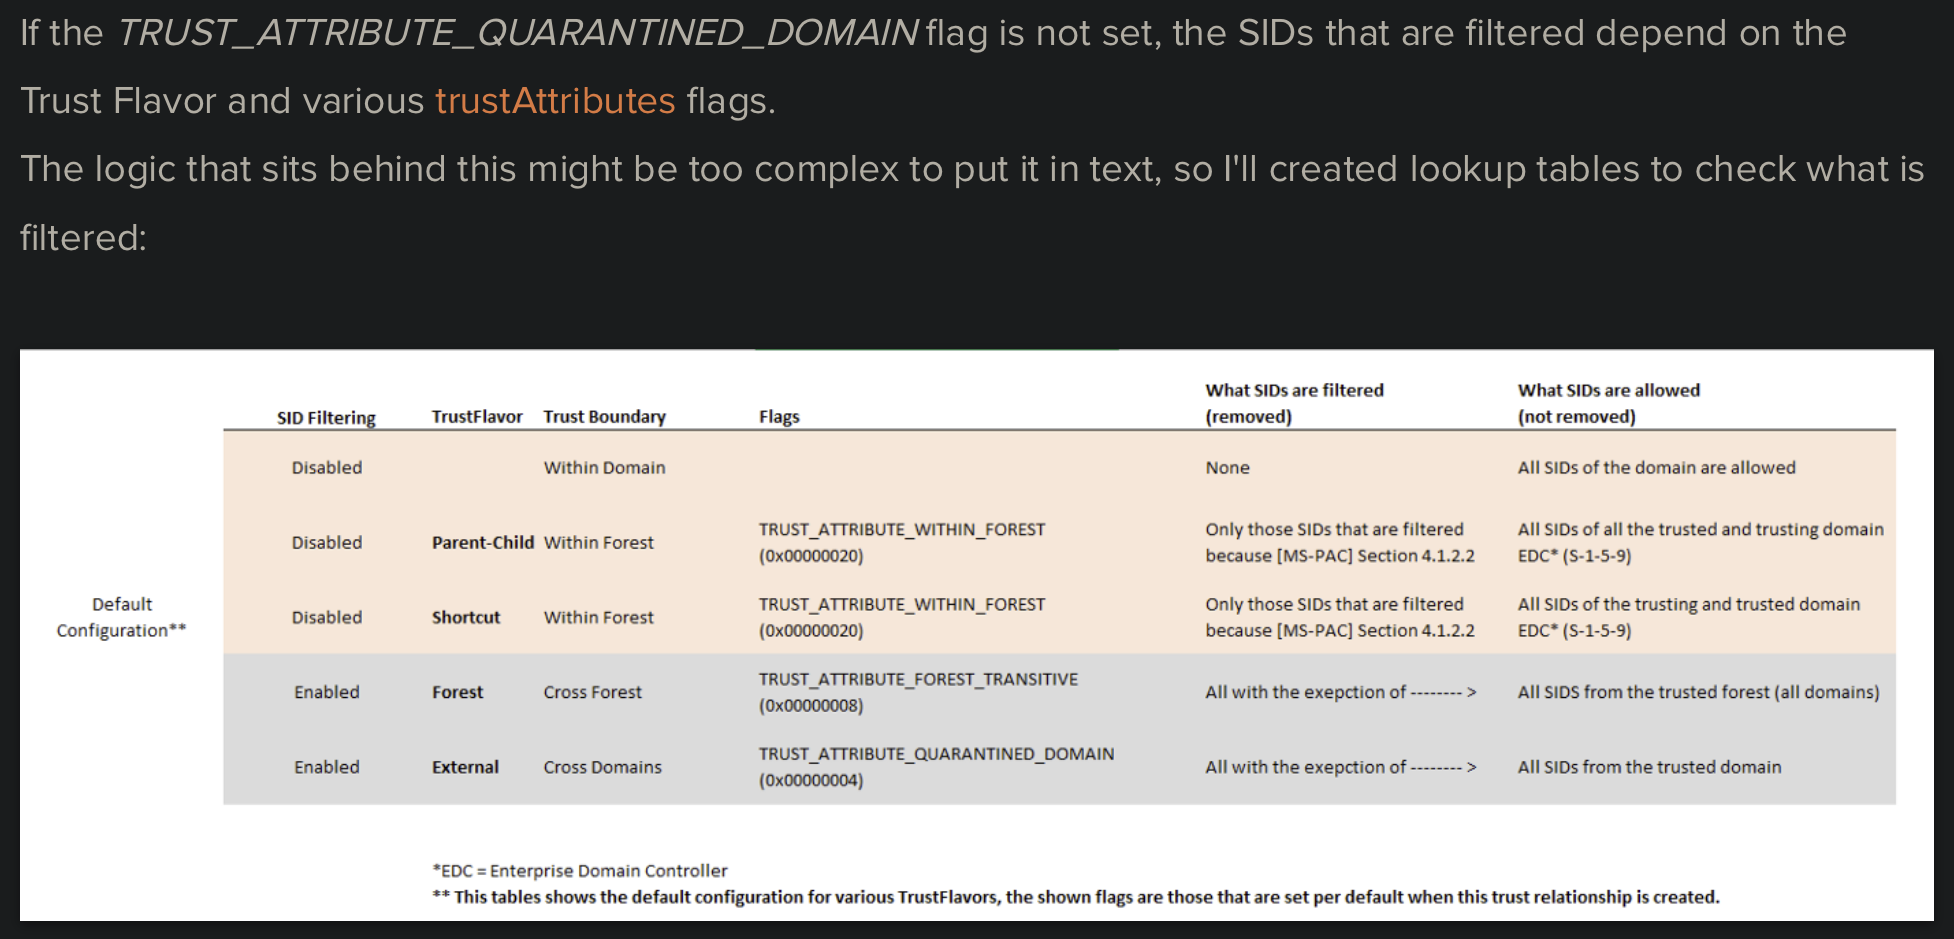 If the TRUST_ATTRIBUTE_QUARANTINED_DOMAIN flag is not set, the SIDs that are filtered depend on the
Trust Flavor and various trustAttributes flags.
The logic that sits behind this might be too complex to put it in text, so I'll created lookup tables to check what is
filtered:
SID Filtering TrustFlavor Trust Boundary Flags What SIDs are filtered (removed) What SIDs are allowed (not removed)
Default Configuration**
Disabled Within Domain None All SIDs of the domain are allowed
Disabled Parent-Child Within Forest TRUST_ATTRIBUTE_WITHIN_FOREST (0x00000020) Only those SIDs that are filtered because [MS-PAC] Section 4.1.2.2 All SIDs of all the trusted and trusting domain EDC* (S-1-5-9)
Disabled Shortcut Within Forest TRUST_ATTRIBUTE_WITHIN_FOREST (0x00000020) Only those SIDs that are filtered because [MS-PAC] Section 4.1.2.2 All SIDs of the trusting and trusted domain EDC* (S-1-5-9)
Enabled Forest Cross Forest TRUST_ATTRIBUTE_FOREST_TRANSITIVE (0x00000008) All with the exepction of -------- > All SIDS from the trusted forest (all domains)
Enabled External Cross Domains TRUST_ATTRIBUTE_QUARANTINED_DOMAIN (0x00000004) All with the exepction of -------- > All SIDs from the trusted domain
*EDC = Enterprise Domain Controller
** This tables shows the default configuration for various TrustFlavors, the shown flags are those that are set per default when this trust relationship is created.